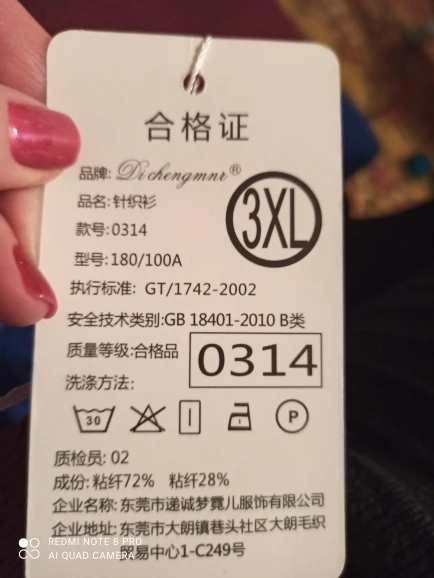 合格证
品牌: Dichengmnr®
品名: 针织衫
3XL
款号: 0314
型号: 180/100A
执行标准: GT/1742-2002
安全技术类别:GB 18401-2010 B类
质量等级:合格品
0314
洗涤方法:
30 P
质检员: 02
成份: 粘纤72% 粘纤28%
企业名称: 东莞市递诚梦霓儿服饰有限公司
企业地址: 东莞市大朗镇巷头社区大朗毛织
贸易中心1-C249号
REDMI NOTE 8 PRO
AI QUAD CAMERA